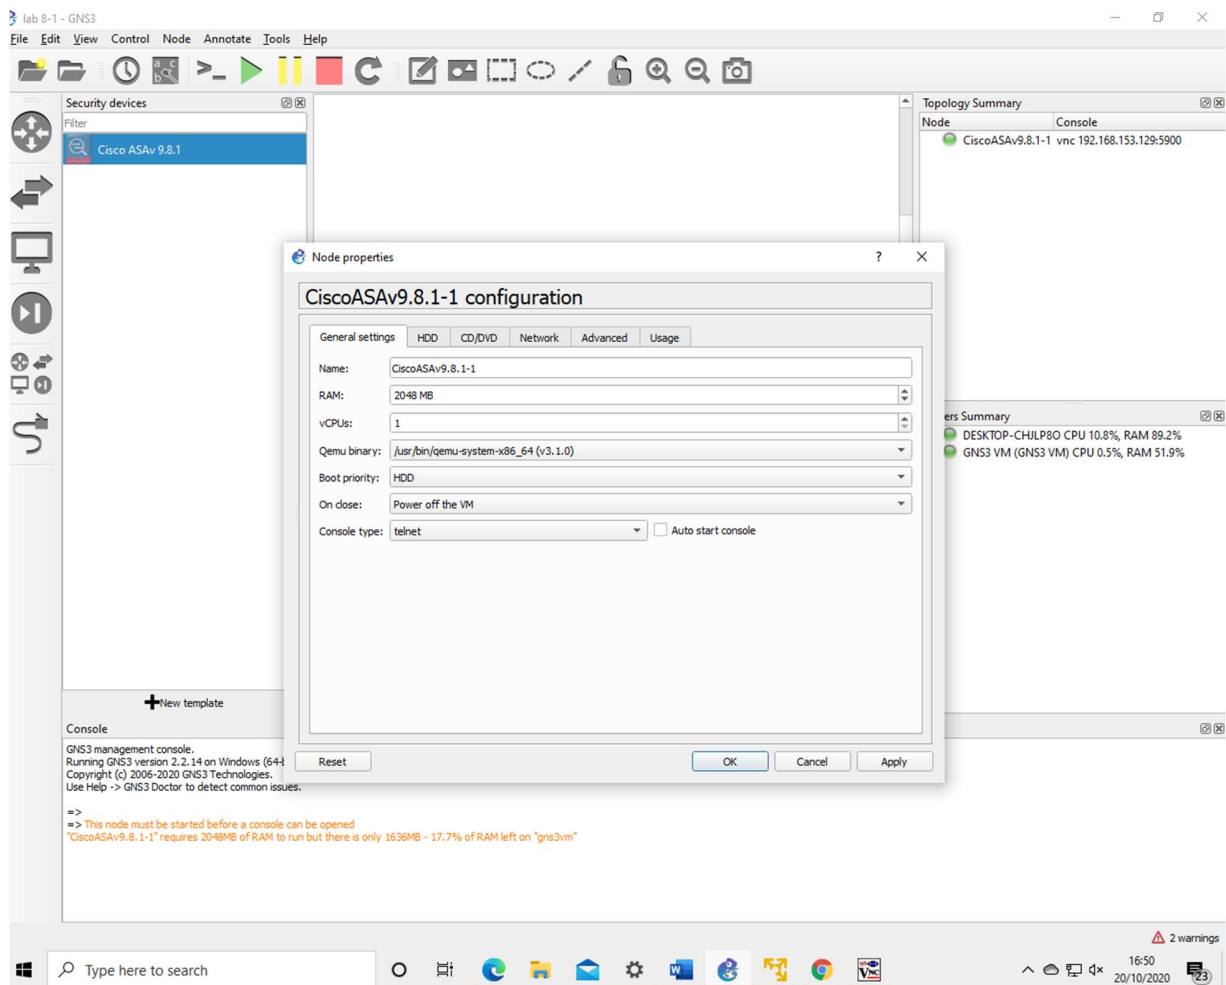 lab 8-1 - GNS3
File Edit View Control Node Annotate Tools Help
Security devices
Filter
Cisco ASAv 9.8.1
Topology Summary
Node Console
CiscoASAv9.8.1-1 vnc 192.168.153.129:5900
Node properties
?
CiscoASAv9.8.1-1 configuration
General settings HDD CD/DVD Network Advanced Usage
Name: CiscoASAv9.8.1-1
RAM: 2048 MB
vCPUs: 1
Qemu binary: /usr/bin/qemu-system-x86_64 (v3.1.0)
Boot priority: HDD
On close: Power off the VM
Console type: telnet Auto start console
Reset OK Cancel Apply
ers Summary
DESKTOP-CHJLP8O CPU 10.8%, RAM 89.2%
GNS3 VM (GNS3 VM) CPU 0.5%, RAM 51.9%
New template
Console
GNS3 management console.
Running GNS3 version 2.2.14 on Windows (64-b
Copyright (c) 2006-2020 GNS3 Technologies.
Use Help -> GNS3 Doctor to detect common issues.
=>
=> This node must be started before a console can be opened
"CiscoASAv9.8.1-1" requires 2048MB of RAM to run but there is only 1636MB - 17.7% of RAM left on "gns3vm"
2 warnings
Type here to search
16:50
20/10/2020
23